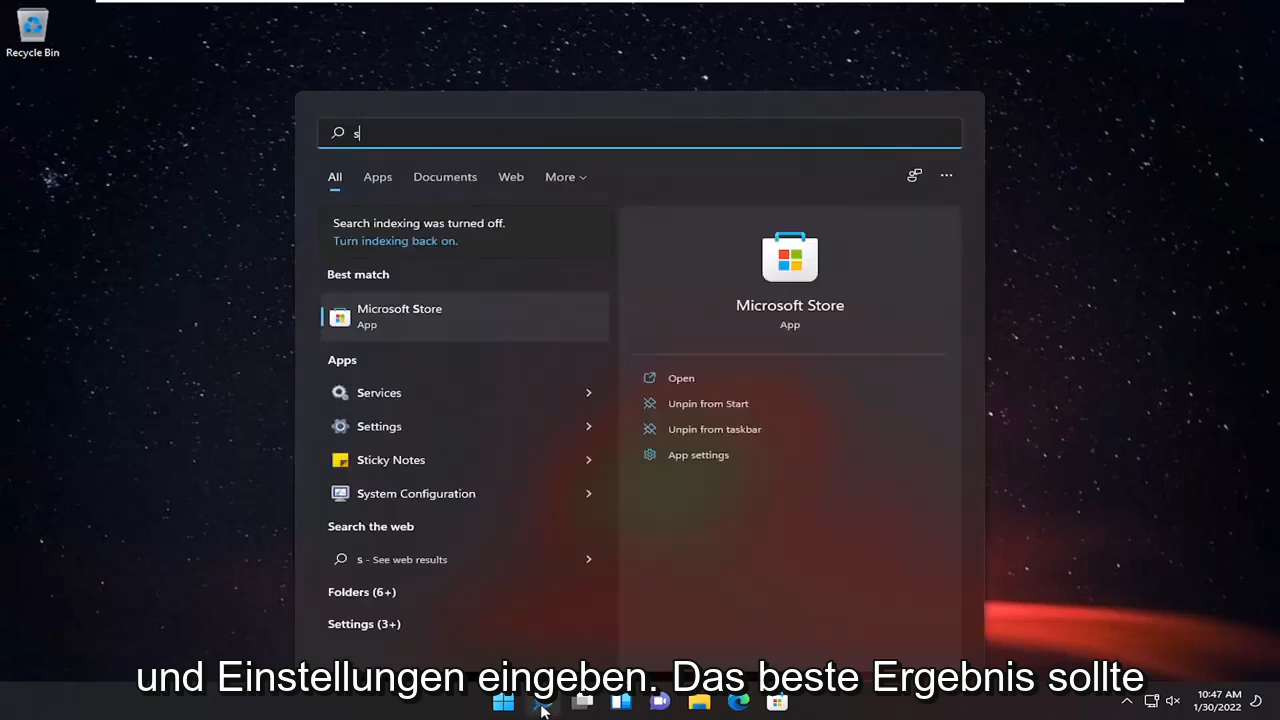 Recycle Bin
s
All Apps Documents Web More
Search indexing was turned off.
Turn indexing back on.
Best match
Microsoft Store
App
Apps
Services
Settings
Sticky Notes
System Configuration
Search the web
s - See web results
Folders (6+)
Settings (3+)
Microsoft Store
App
Open
Unpin from Start
Unpin from taskbar
App settings
und Einstellungen eingeben. Das beste Ergebnis sollte
10:47 AM
1/30/2022